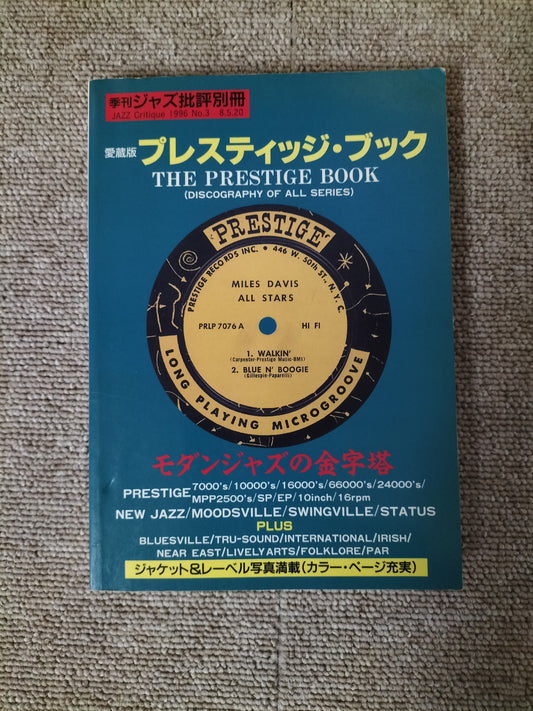 季刊ジャズ批評別冊
JAZZ Critique 1996 No.3 8.5.20
愛蔵版 プレスティッジ・ブック
THE PRESTIGE BOOK
(DISCOGRAPHY OF ALL SERIES)
PRESTIGE
PRESTIGE RECORDS INC. • 446 W. 50th ST., N.Y.C.
MILES DAVIS
ALL STARS
PRLP 7076 A HI FI
1. WALKIN'
(Carpenter-Prestige Music-BMI)
2. BLUE N' BOOGIE
(Gillespie-Paparelli)
LONG PLAYING MICROGROOVE
モダンジャズの金字塔
PRESTIGE 7000's/10000's/16000's/66000's/24000's/
MPP2500's/SP/EP/10inch/16rpm
NEW JAZZ/MOODSVILLE/SWINGVILLE/STATUS
PLUS
BLUESVILLE/TRU-SOUND/INTERNATIONAL/IRISH/
NEAR EAST/LIVELY ARTS/FOLKLORE/PAR
ジャケット&レーベル写真満載(カラー・ページ充実)